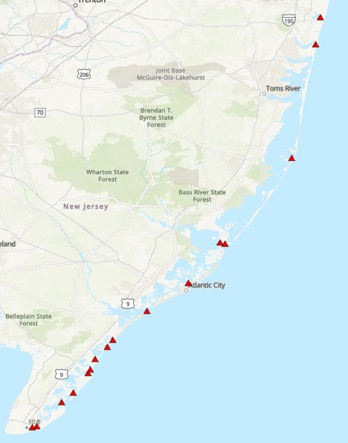 Trenton
195
Joint Base
McGuire-Dix-Lakehurst
206
Toms River
70
Brendan T.
Byrne State
Forest
Wharton State
Forest
Bass River State
Forest
New Jersey
eland
Atlantic City
9
Belleplain State
Forest
9